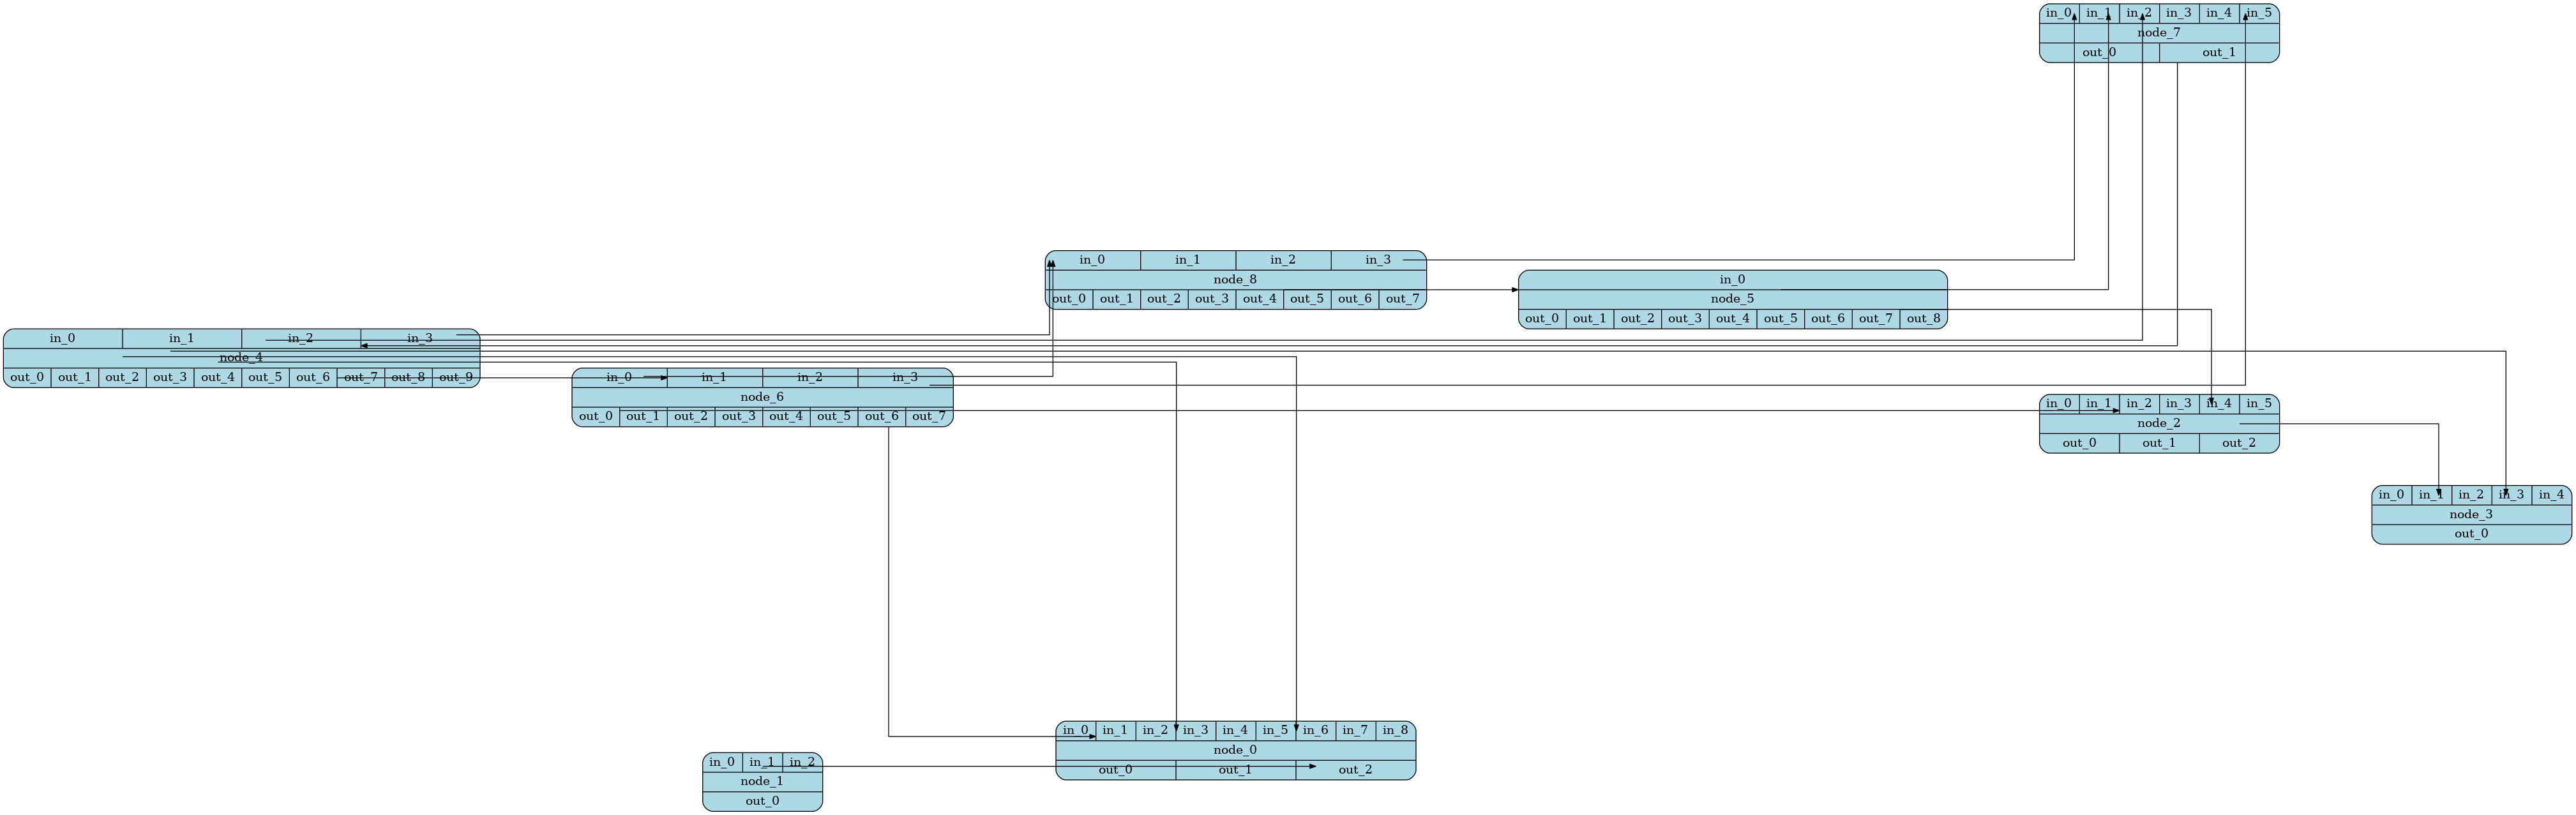 in_0 in_1 in_2 in_3 in_4 in_5
node_7
out_0 out_1
in_0 in_1 in_2 in_3
node_8
out_0 out_1 out_2 out_3 out_4 out_5 out_6 out_7
in_0
node_5
out_0 out_1 out_2 out_3 out_4 out_5 out_6 out_7 out_8
in_0 in_1 in_2 in_3
node_4
out_0 out_1 out_2 out_3 out_4 out_5 out_6 out_7 out_8 out_9
in_0 in_1 in_2 in_3
node_6
out_0 out_1 out_2 out_3 out_4 out_5 out_6 out_7
in_0 in_1 in_2 in_3 in_4 in_5
node_2
out_0 out_1 out_2
in_0 in_1 in_2 in_3 in_4
node_3
out_0
in_0 in_1 in_2 in_3 in_4 in_5 in_6 in_7 in_8
node_0
out_0 out_1 out_2
in_0 in_1 in_2
node_1
out_0